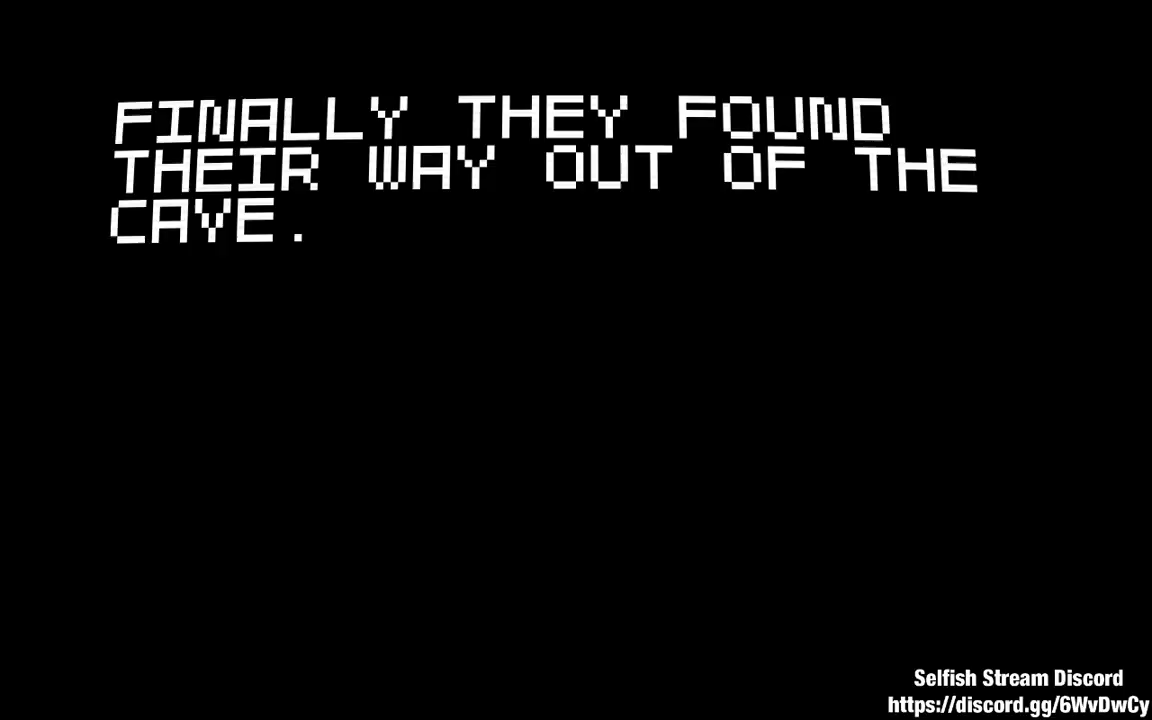 FINALLY THEY FOUND
THEIR WAY OUT OF THE
CAVE.
Selfish Stream Discord
https://discord.gg/6WvDwCy